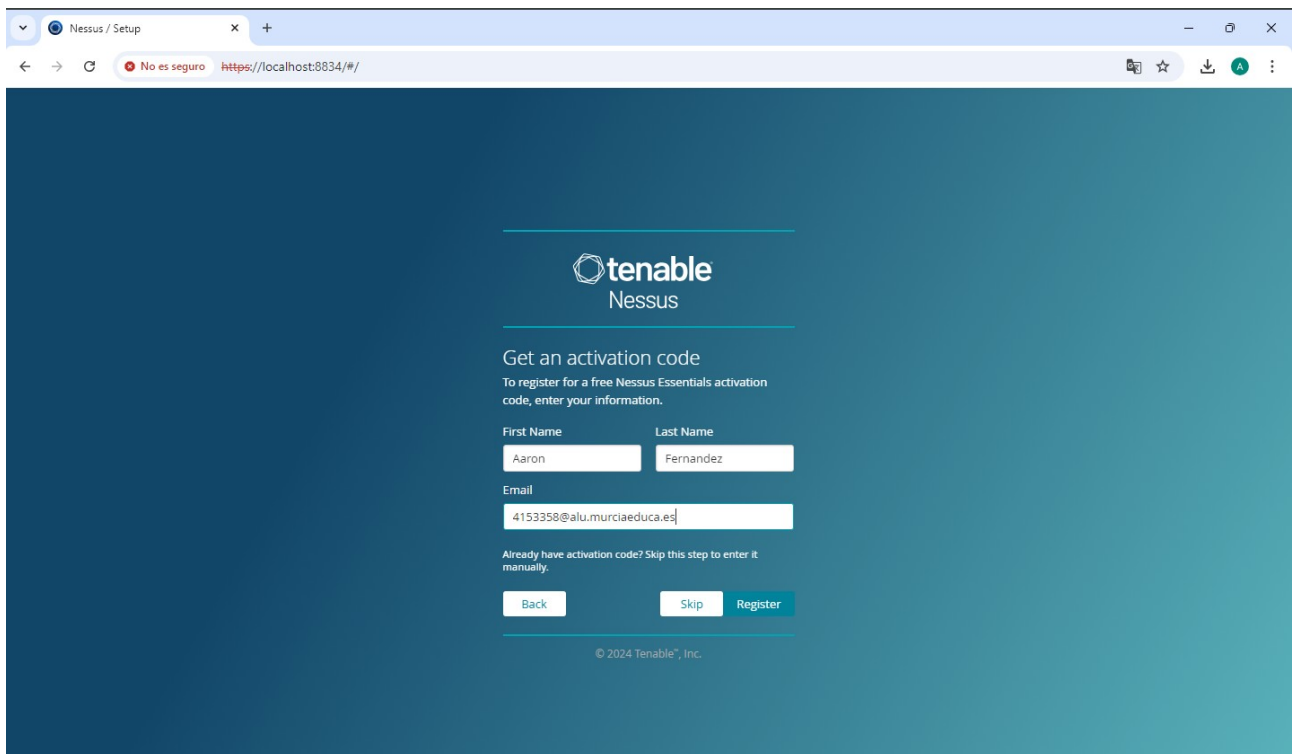 Nessus / Setup
No es seguro https://localhost:8834/#/
A
tenable
Nessus
Get an activation code
To register for a free Nessus Essentials activation
code, enter your information.
First Name Last Name
Aaron Fernandez
Email
4153358@alu.murciaeduca.es
Already have activation code? Skip this step to enter it
manually.
Back Skip Register
© 2024 Tenable™, Inc.